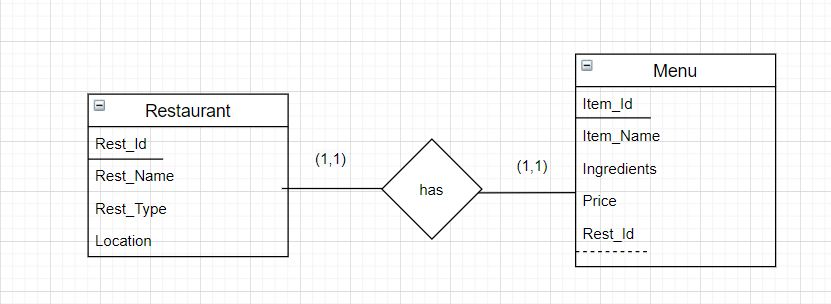 Restaurant
Rest_Id
Rest_Name
Rest_Type
Location
(1,1)
has
(1,1)
Menu
Item_Id
Item_Name
Ingredients
Price
Rest_Id